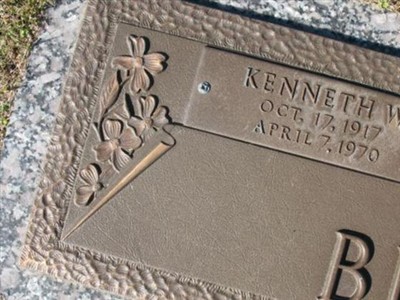 KENNETH W
OCT. 17, 1917
APRIL 7, 1970
B